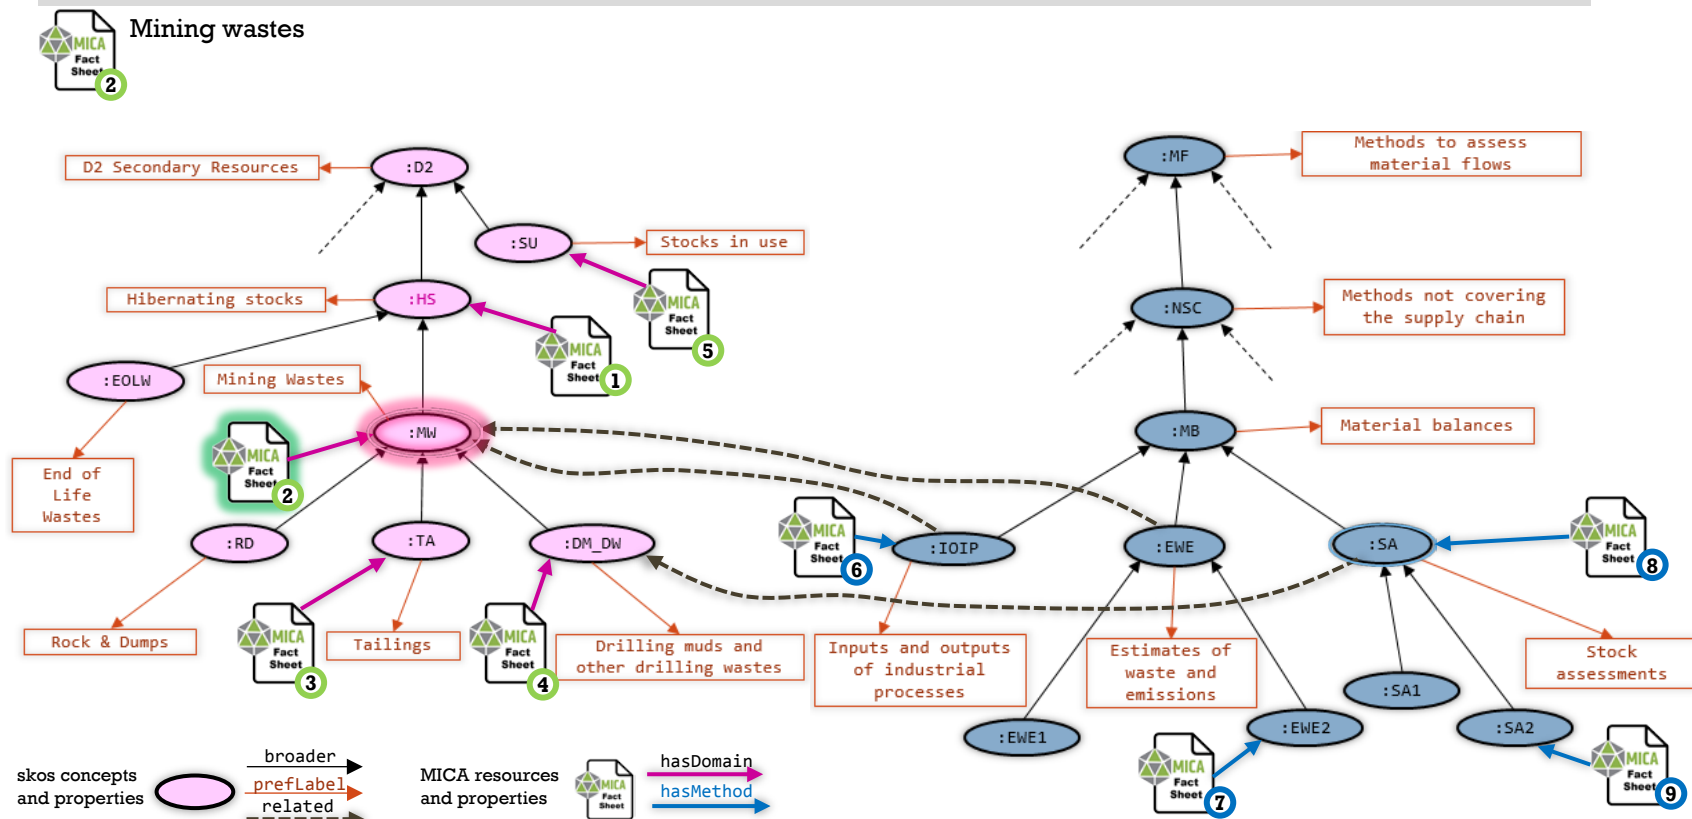 MICA
Fact
Sheet
2
Mining wastes
:D2
D2 Secondary Resources
:SU
Stocks in use
:HS
Hibernating stocks
MICA
Fact
Sheet
5
MICA
Fact
Sheet
1
:EOLW
Mining Wastes
:MW
MICA
Fact
Sheet
2
End of
Life
Wastes
:RD
:TA
:DM_DW
Rock & Dumps
MICA
Fact
Sheet
3
Tailings
MICA
Fact
Sheet
4
Drilling muds and
other drilling wastes
:MF
Methods to assess
material flows
:NSC
Methods not covering
the supply chain
:MB
Material balances
MICA
Fact
Sheet
6
:IOIP
:EWE
:SA
MICA
Fact
Sheet
8
Inputs and outputs
of industrial
processes
Estimates of
waste and
emissions
Stock
assessments
:SA1
:EWE1
:EWE2
:SA2
MICA
Fact
Sheet
7
MICA
Fact
Sheet
9
skos concepts
and properties
broader
prefLabel
related
MICA resources
and properties
MICA
Fact
Sheet
hasDomain
hasMethod